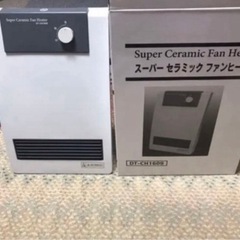 Super Ceramic Fan Heater
Super Ceramic Fan He
スーパー セラミック ファンヒー
DT-CH1600